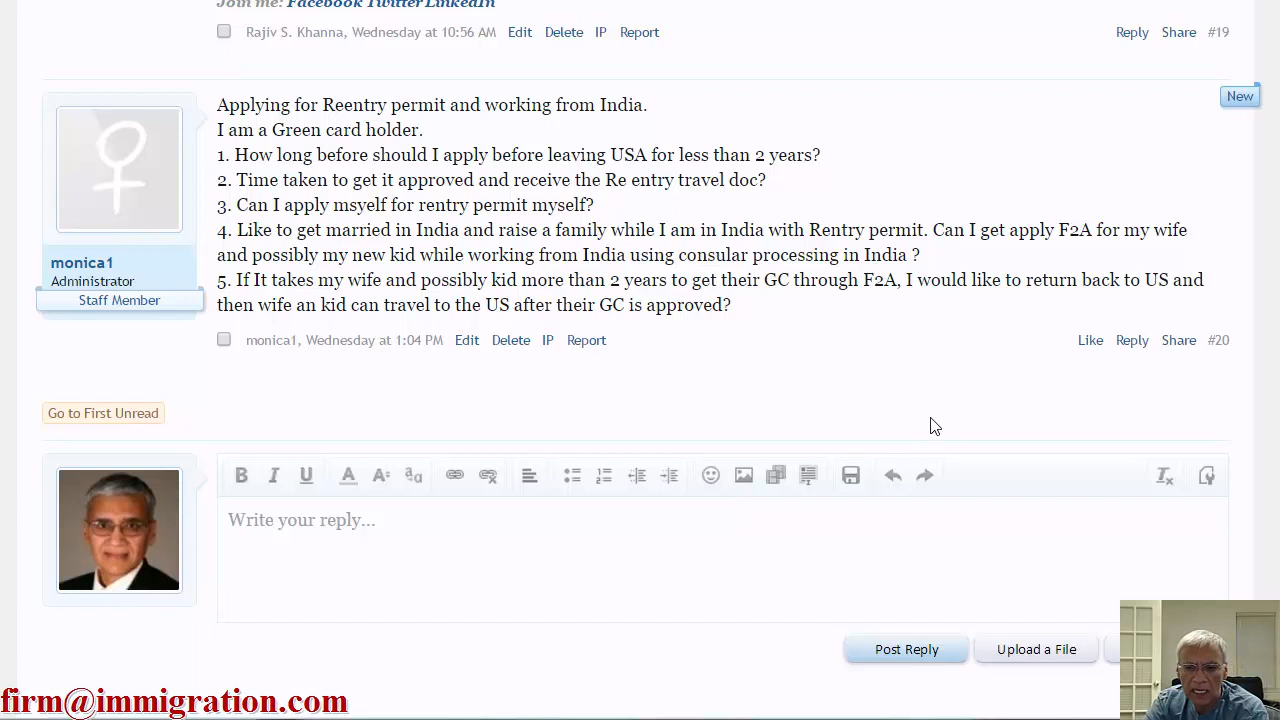 Join me: Facebook Twitter LinkedIn
Rajiv S. Khanna, Wednesday at 10:56 AM Edit Delete IP Report Reply Share #19
New
Applying for Reentry permit and working from India.
I am a Green card holder.
1. How long before should I apply before leaving USA for less than 2 years?
2. Time taken to get it approved and receive the Re entry travel doc?
3. Can I apply msyelf for rentry permit myself?
4. Like to get married in India and raise a family while I am in India with Rentry permit. Can I get apply F2A for my wife
and possibly my new kid while working from India using consular processing in India ?
5. If It takes my wife and possibly kid more than 2 years to get their GC through F2A, I would like to return back to US and
then wife an kid can travel to the US after their GC is approved?
monica1
Administrator
Staff Member
monica1, Wednesday at 1:04 PM Edit Delete IP Report Like Reply Share #20
Go to First Unread
Write your reply...
Post Reply Upload a File
firm@immigration.com